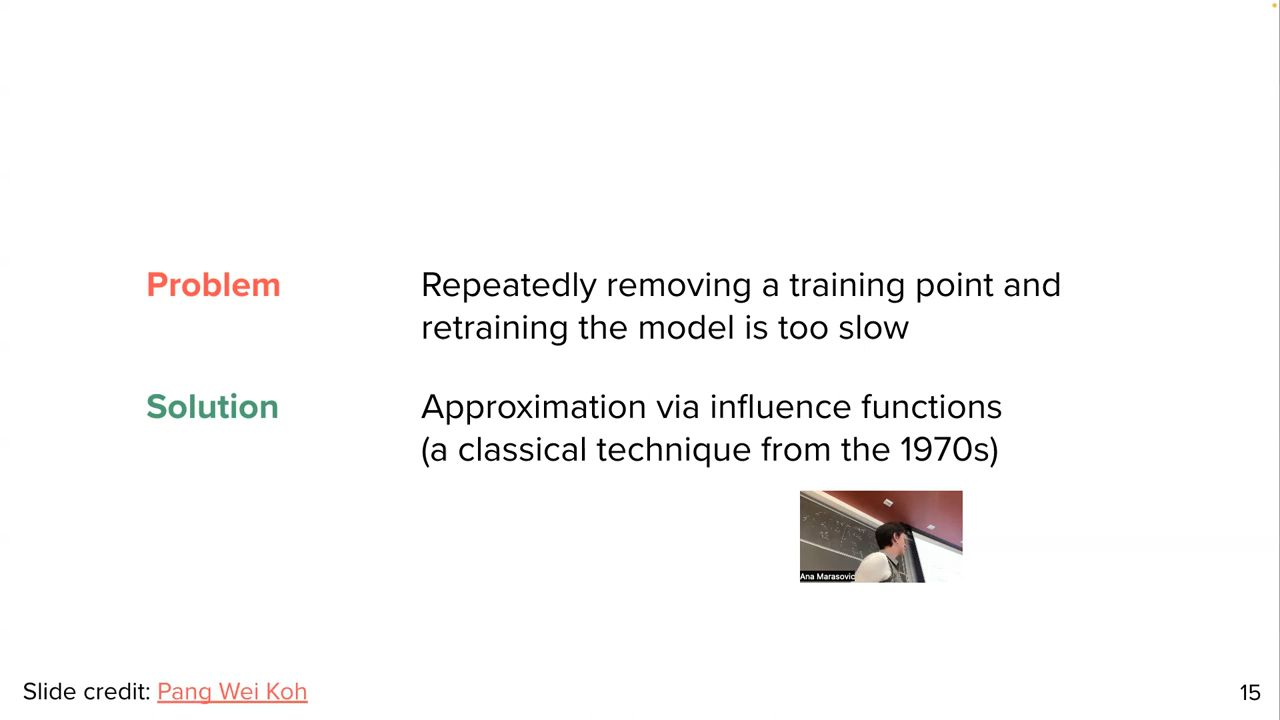 Problem
Repeatedly removing a training point and
retraining the model is too slow
Solution
Approximation via influence functions
(a classical technique from the 1970s)
Ana Marasovic
Slide credit: Pang Wei Koh
15